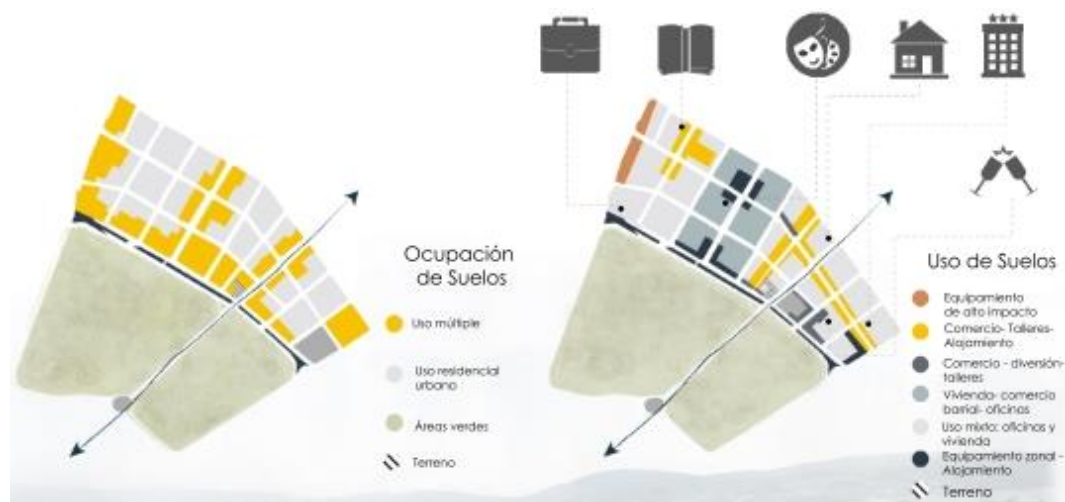 Ocupación
de Suelos
Uso múltiple
Uso residencial
urbano
Áreas verdes
Terreno
Uso de Suelos
Equipamiento
de alto impacto
Comercio- Talleres-
Alojamiento
Comercio - diversión-
talleres
Vivienda- comercio
barrial- oficinas
Uso mixto: oficinas y
vivienda
Equipamiento zonal -
Alojamiento
Terreno